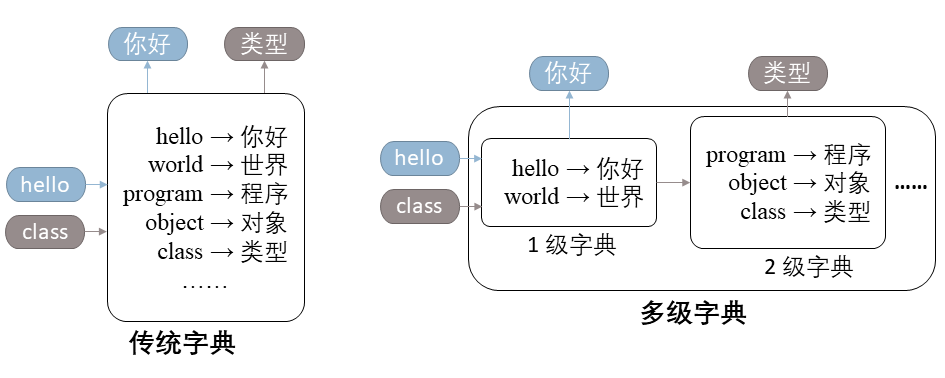 你好
类型
hello → 你好
world → 世界
program → 程序
object → 对象
class → 类型
……
hello
class
传统字典
你好
类型
hello
class
hello → 你好
world → 世界
1 级字典
program → 程序
object → 对象
class → 类型
2 级字典
……
多级字典